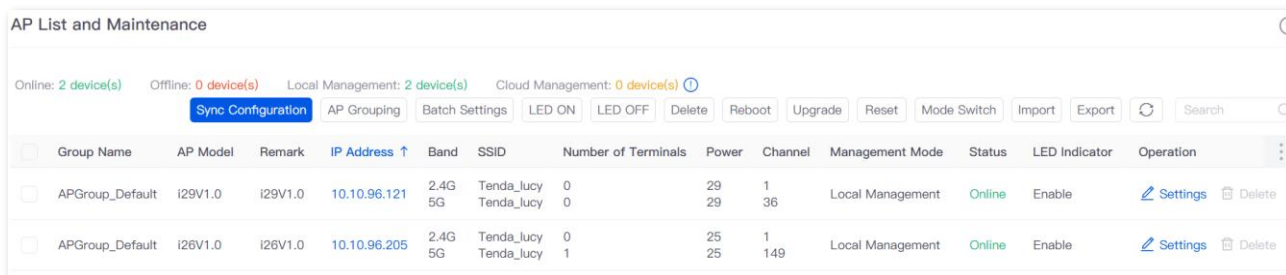 AP List and Maintenance
Online: 2 device(s) Offline: 0 device(s) Local Management: 2 device(s) Cloud Management: 0 device(s)
Sync Configuration AP Grouping Batch Settings LED ON LED OFF Delete Reboot Upgrade Reset Mode Switch Import Export Search
Group Name AP Model Remark IP Address ↑ Band SSID Number of Terminals Power Channel Management Mode Status LED Indicator Operation
APGroup_Default i29V1.0 i29V1.0 10.10.96.121 2.4G Tenda_lucy 0 29 1 Local Management Online Enable Settings Delete
5G Tenda_lucy 0 29 36
APGroup_Default i26V1.0 i26V1.0 10.10.96.205 2.4G Tenda_lucy 0 25 1 Local Management Online Enable Settings Delete
5G Tenda_lucy 1 25 149